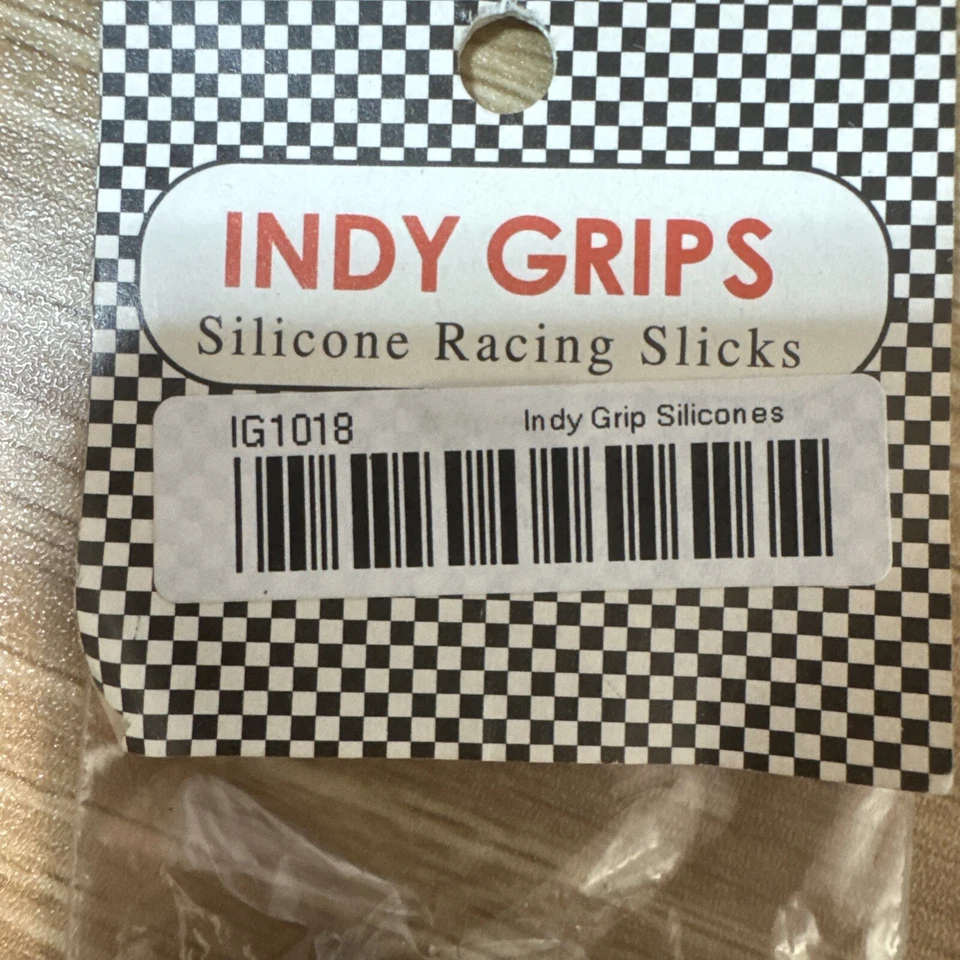 INDY GRIPS
Silicone Racing Slicks
IG1018 Indy Grip Silicones